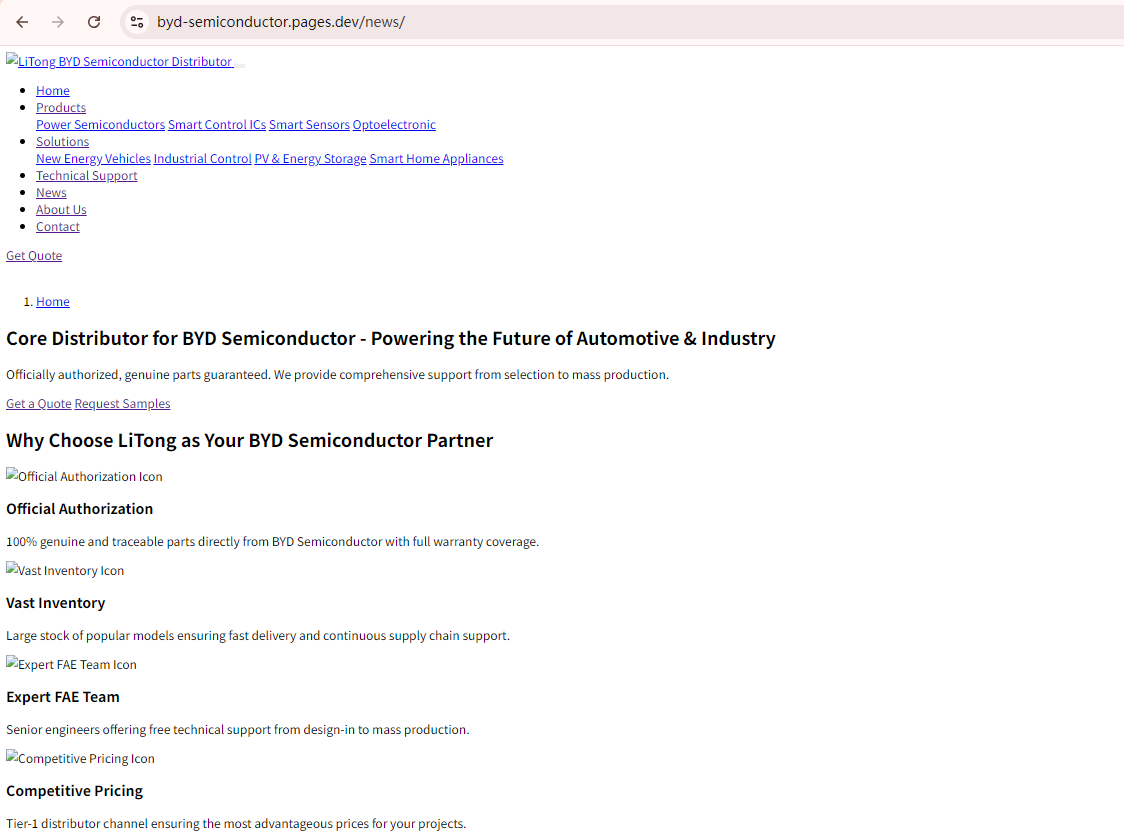 byd-semiconductor.pages.dev/news/
LiTong BYD Semiconductor Distributor
Home
Products
Power Semiconductors Smart Control ICs Smart Sensors Optoelectronic
Solutions
New Energy Vehicles Industrial Control PV & Energy Storage Smart Home Appliances
Technical Support
News
About Us
Contact
Get Quote
1. Home
Core Distributor for BYD Semiconductor - Powering the Future of Automotive & Industry
Officially authorized, genuine parts guaranteed. We provide comprehensive support from selection to mass production.
Get a Quote Request Samples
Why Choose LiTong as Your BYD Semiconductor Partner
Official Authorization Icon
Official Authorization
100% genuine and traceable parts directly from BYD Semiconductor with full warranty coverage.
Vast Inventory Icon
Vast Inventory
Large stock of popular models ensuring fast delivery and continuous supply chain support.
Expert FAE Team Icon
Expert FAE Team
Senior engineers offering free technical support from design-in to mass production.
Competitive Pricing Icon
Competitive Pricing
Tier-1 distributor channel ensuring the most advantageous prices for your projects.